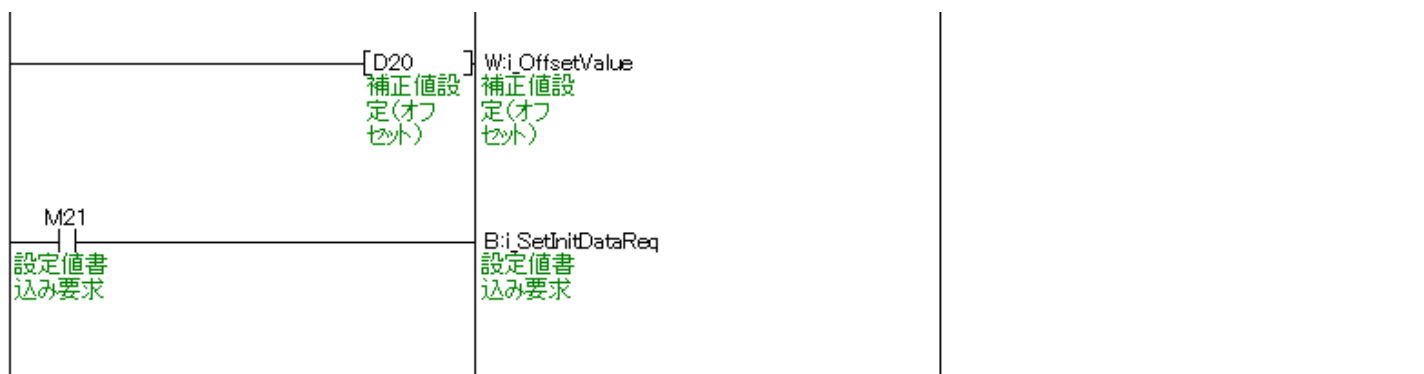 [D20 ] W:i_OffsetValue
補正値設 補正値設
定(オフ 定(オフ
セット) セット)
M21
B:i_SetInitDataReq
設定値書 設定値書
込み要求 込み要求